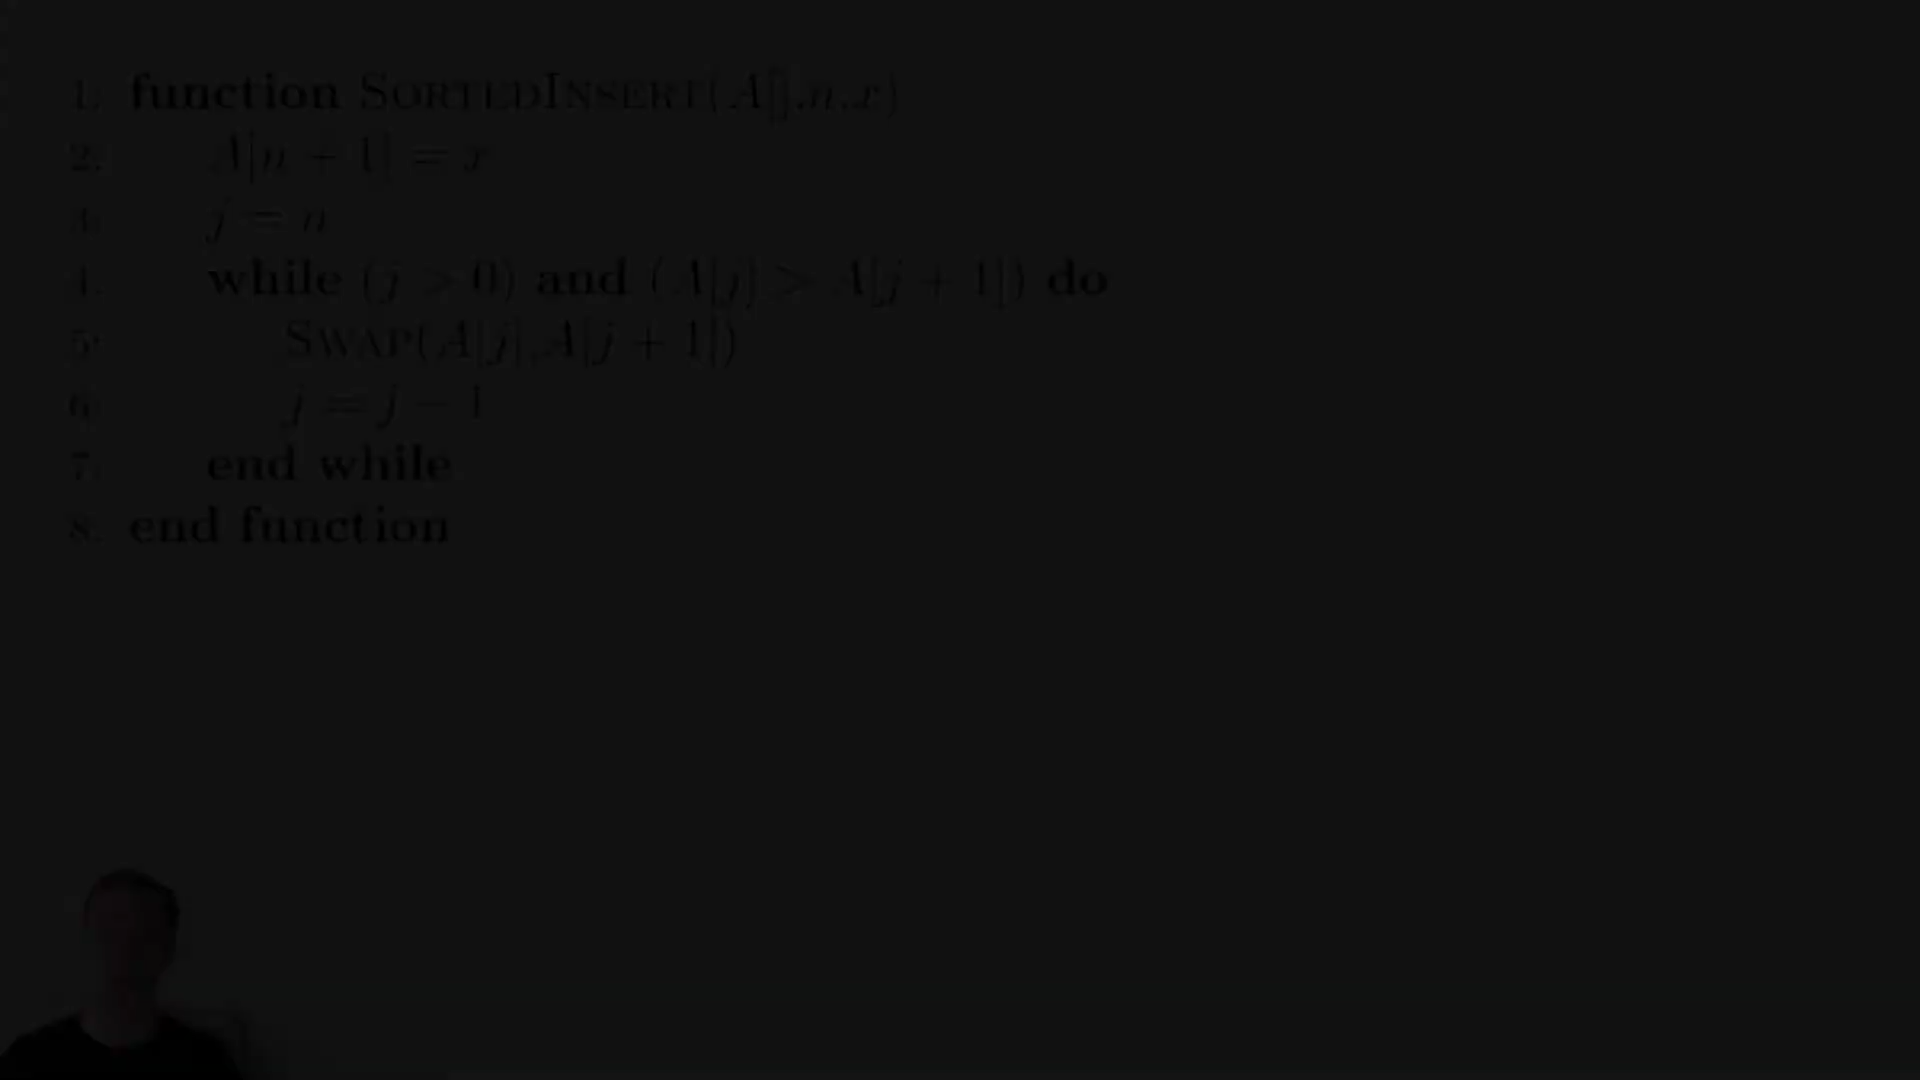 1: function SORTEDINSERT(A[],n,x)
2: A[n + 1] = x
3: j = n
4: while (j > 0) and (A[j] > A[j + 1]) do
5: SWAP(A[j],A[j + 1])
6: j = j − 1
7: end while
8: end function